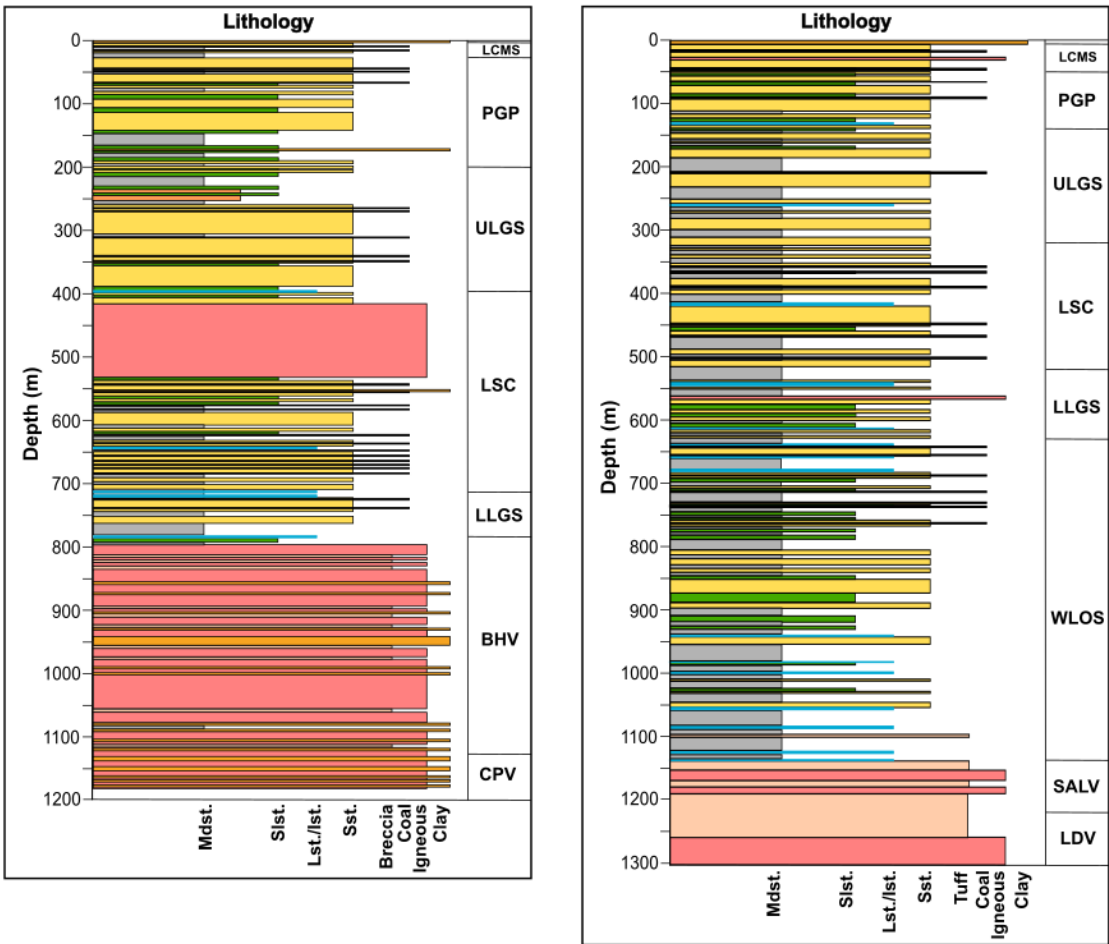 Lithology
0
100
200
300
400
500
600
700
800
900
1000
1100
1200
Depth (m)
LCMS
PGP
ULGS
LSC
LLGS
BHV
CPV
Mdst.
Slst.
Lst./Ist.
Sst.
Breccia
Coal
Igneous
Clay
Lithology
0
100
200
300
400
500
600
700
800
900
1000
1100
1200
1300
Depth (m)
LCMS
PGP
ULGS
LSC
LLGS
WLOS
SALV
LDV
Mdst.
Slst.
Lst./Ist.
Sst.
Tuff
Coal
Igneous
Clay